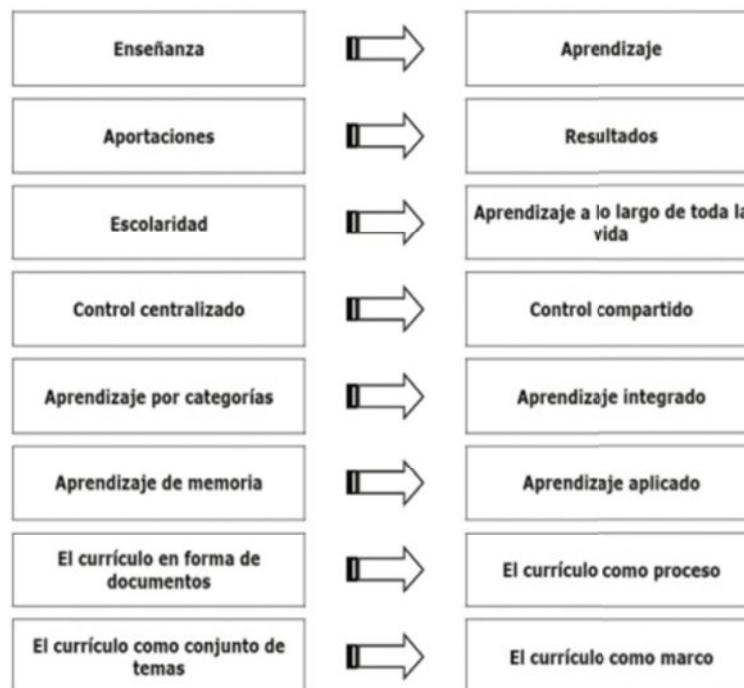 Enseñanza
Aprendizaje
Aportaciones
Resultados
Escolaridad
Aprendizaje a lo largo de toda la
vida
Control centralizado
Control compartido
Aprendizaje por categorías
Aprendizaje integrado
Aprendizaje de memoria
Aprendizaje aplicado
El currículo en forma de
documentos
El currículo como proceso
El currículo como conjunto de
temas
El currículo como marco